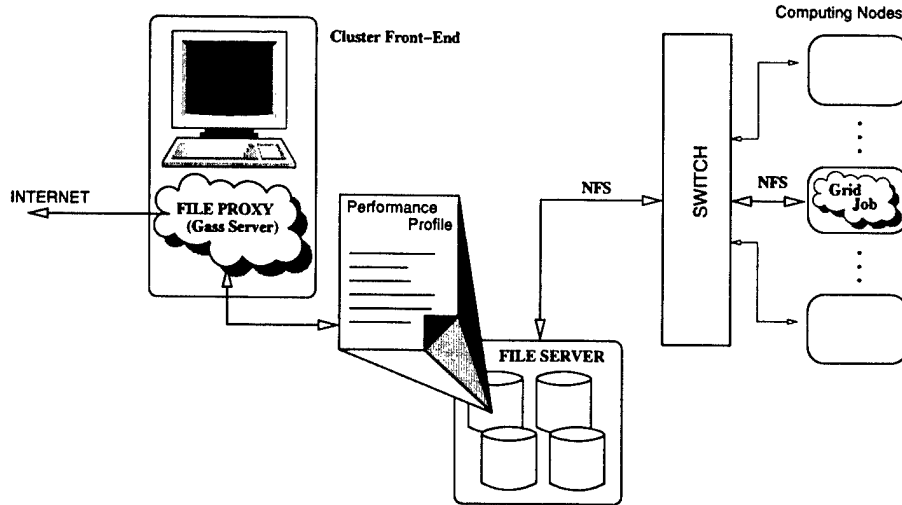 Computing Nodes
Cluster Front-End
INTERNET
FILE PROXY
(Gass Server)
Performance
Profile
NFS
SWITCH
NFS
Grid
Job
FILE SERVER